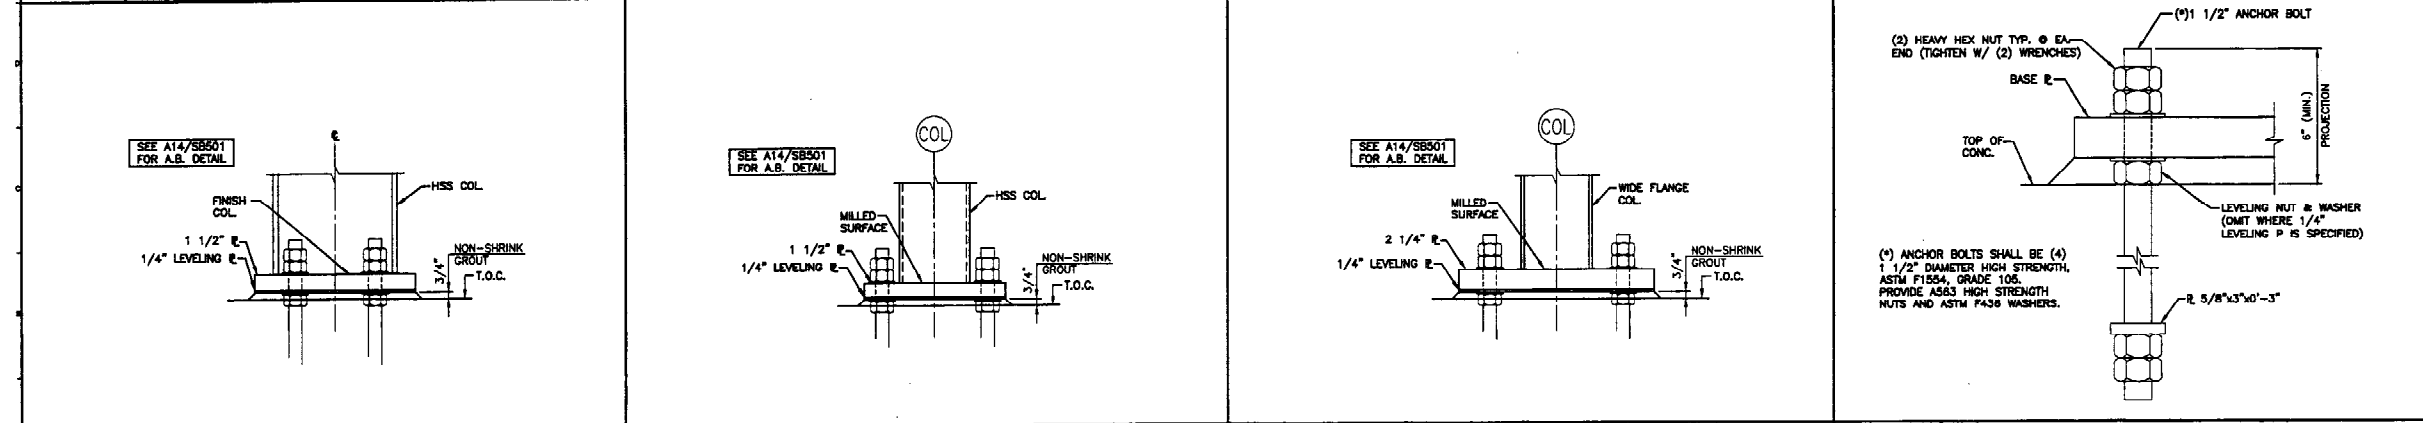 SEE A14/SB501
FOR A.B. DETAIL
℄
HSS COL.
FINISH
COL.
1 1/2" ℄
1/4" LEVELING ℄
3/4"
NON-SHRINK
GROUT
T.O.C.
COL
SEE A14/SB501
FOR A.B. DETAIL
HSS COL.
MILLED
SURFACE
1 1/2" ℄
1/4" LEVELING ℄
3/4"
NON-SHRINK
GROUT
T.O.C.
COL
SEE A14/SB501
FOR A.B. DETAIL
WIDE FLANGE
COL.
MILLED
SURFACE
2 1/4" ℄
1/4" LEVELING ℄
3/4"
NON-SHRINK
GROUT
T.O.C.
(*)1 1/2" ANCHOR BOLT
(2) HEAVY HEX NUT TYP. @ EA.
END (TIGHTEN W/ (2) WRENCHES)
BASE ℄
6" (MIN.)
PROJECTION
TOP OF
CONC.
LEVELING NUT & WASHER
(OMIT WHERE 1/4"
LEVELING P IS SPECIFIED)
(*) ANCHOR BOLTS SHALL BE (4)
1 1/2" DIAMETER HIGH STRENGTH,
ASTM F1554, GRADE 105.
PROVIDE A563 HIGH STRENGTH
NUTS AND ASTM F436 WASHERS.
℄ 5/8"x3"x0'-3"